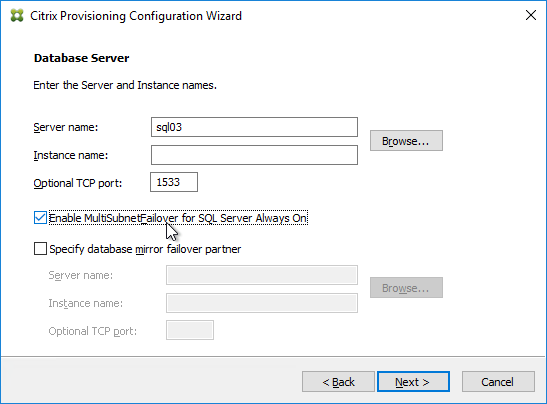 Citrix Provisioning Configuration Wizard
Database Server
Enter the Server and Instance names.
Server name: sql03
Browse...
Instance name:
Optional TCP port: 1533
Enable MultiSubnetFailover for SQL Server Always On
Specify database mirror failover partner
Server name:
Browse...
Instance name:
Optional TCP port:
< Back Next > Cancel